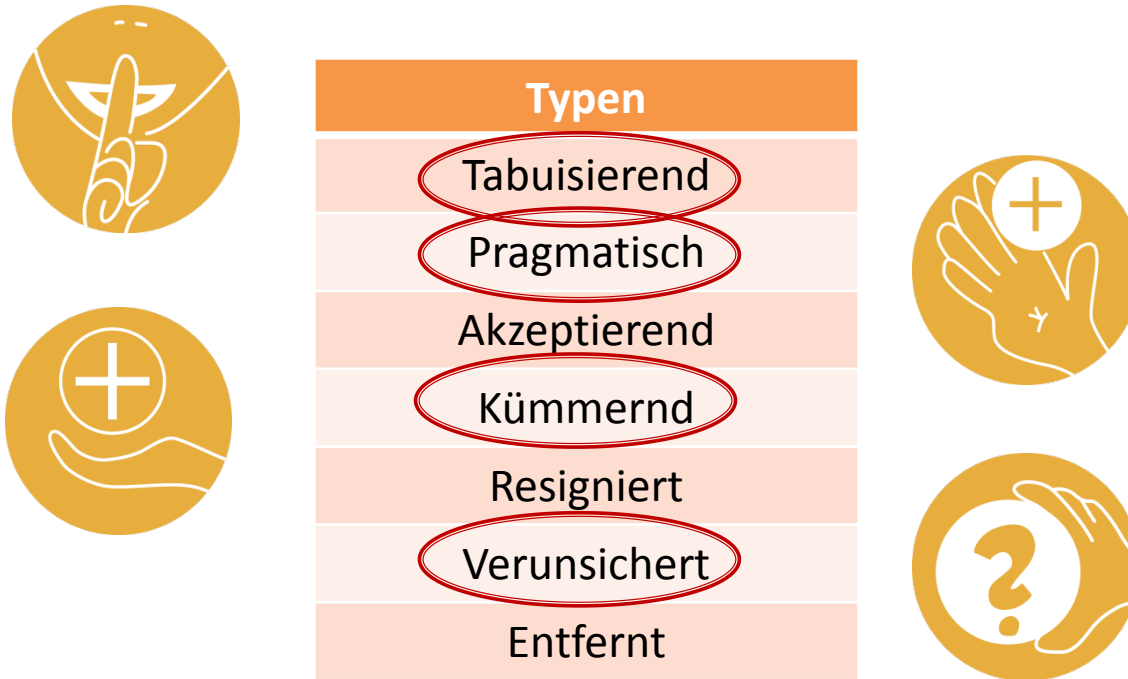 Typen
Tabuisierend
Pragmatisch
Akzeptierend
Kümmernd
Resigniert
Verunsichert
Entfernt
?